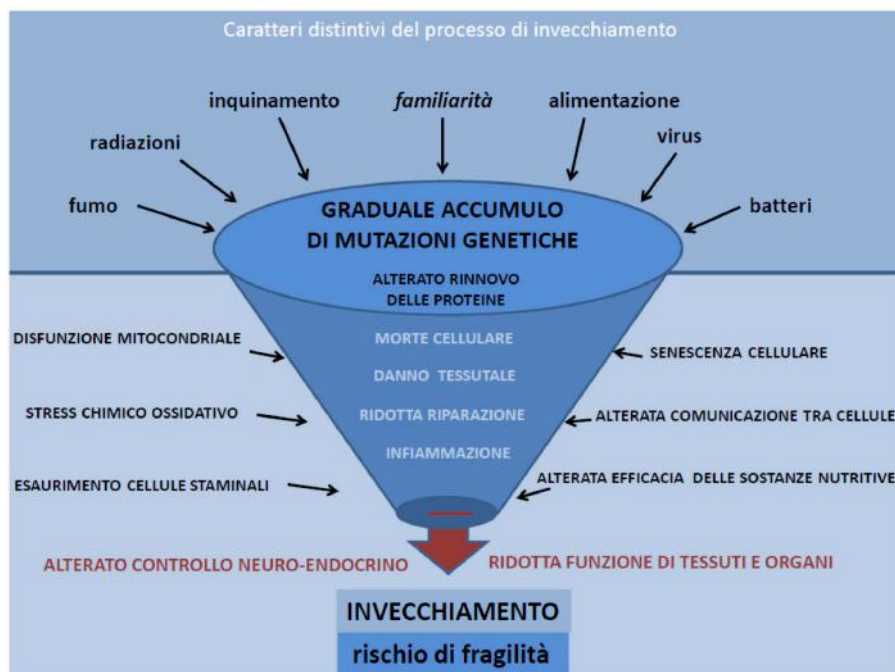 Caratteri distintivi del processo di invecchiamento
inquinamento
familiarità
alimentazione
radiazioni
virus
fumo
batteri
GRADUALE ACCUMULO
DI MUTAZIONI GENETICHE
ALTERATO RINNOVO
DELLE PROTEINE
DISFUNZIONE MITOCONDRIALE
MORTE CELLULARE
SENESCENZA CELLULARE
DANNO TESSUTALE
STRESS CHIMICO OSSIDATIVO
RIDOTTA RIPARAZIONE
ALTERATA COMUNICAZIONE TRA CELLULE
INFIAMMAZIONE
ESAURIMENTO CELLULE STAMINALI
ALTERATA EFFICACIA DELLE SOSTANZE NUTRITIVE
ALTERATO CONTROLLO NEURO-ENDOCRINO
RIDOTTA FUNZIONE DI TESSUTI E ORGANI
INVECCHIAMENTO
rischio di fragilità